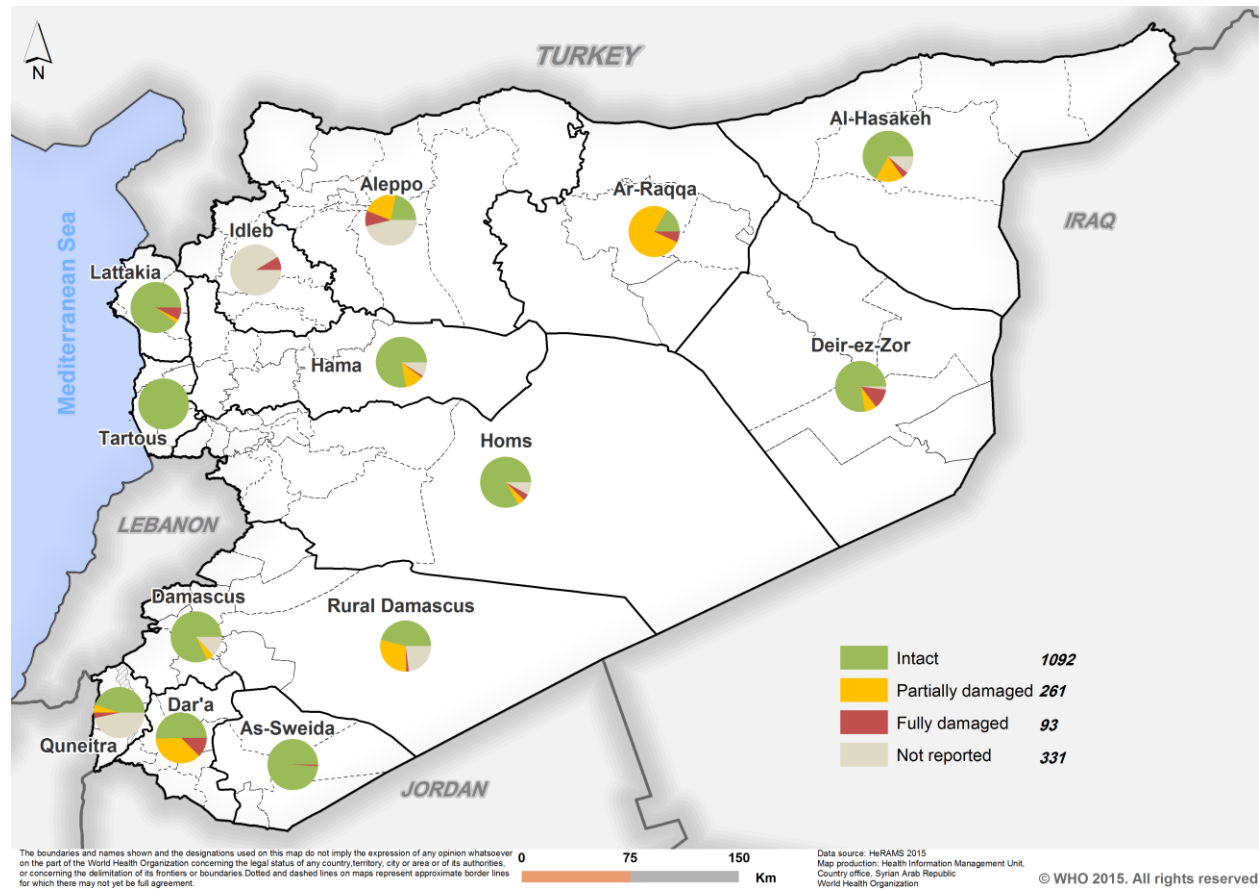 N
TURKEY
Al-Hasakeh
Aleppo
Ar-Raqqa
Idleb
IRAQ
Lattakia
Mediterranean Sea
Deir-ez-Zor
Hama
Tartous
Homs
LEBANON
Damascus
Rural Damascus
Dar'a
As-Sweida
Quneitra
JORDAN
Intact 1092
Partially damaged 261
Fully damaged 93
Not reported 331
The boundaries and names shown and the designations used on this map do not imply the expression of any opinion whatsoever
on the part of the World Health Organization concerning the legal status of any country,territory, city or area or of its authorities,
or concerning the delimitation of its frontiers or boundaries.Dotted and dashed lines on maps represent approximate border lines
for which there may not yet be full agreement.
0 75 150
Km
Data source: HeRAMS 2015
Map production: Health Information Management Unit,
Country office, Syrian Arab Republic
World Health Organization
© WHO 2015. All rights reserved